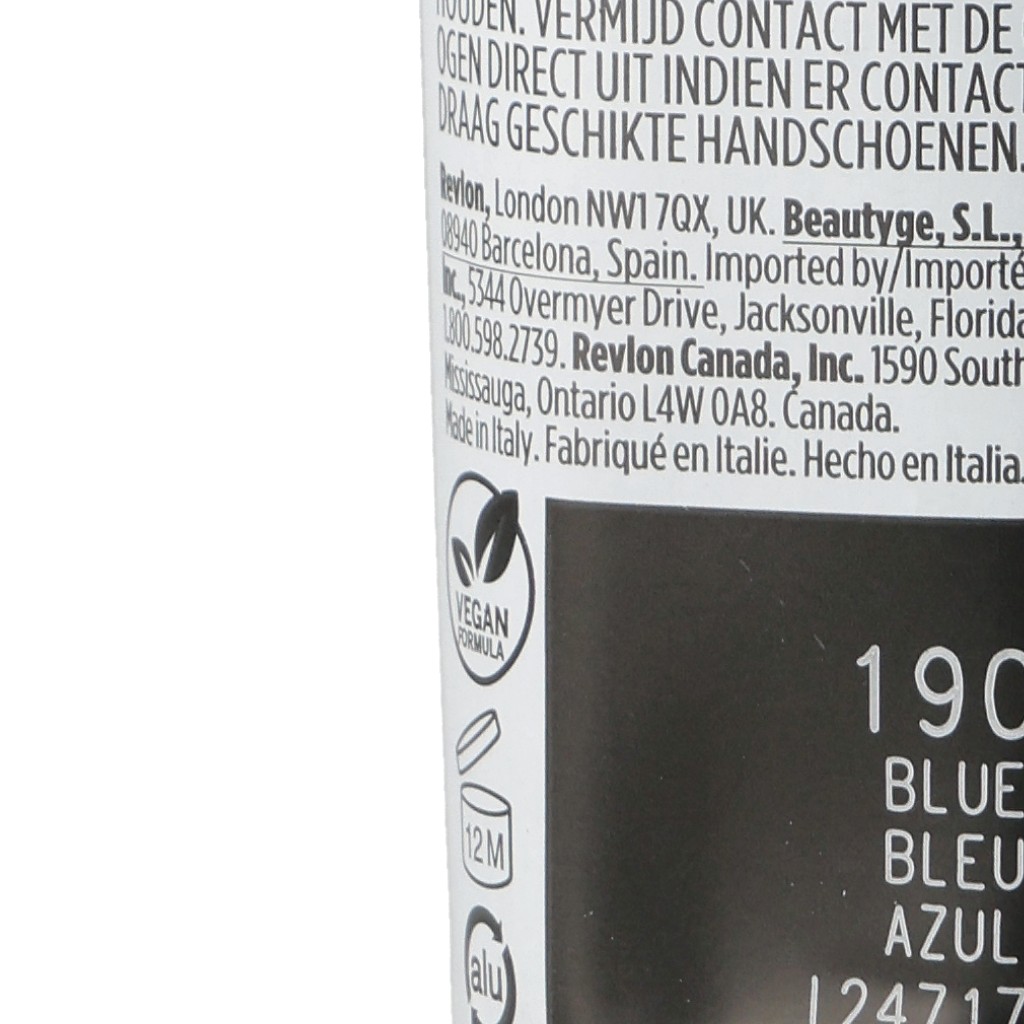 HOUDEN. VERMIJD CONTACT MET DE
OGEN DIRECT UIT INDIEN ER CONTACT
DRAAG GESCHIKTE HANDSCHOENEN.
Revlon, London NW1 7QX, UK. Beautyge, S.L.,
08940 Barcelona, Spain. Imported by/Importé
Inc., 5344 Overmyer Drive, Jacksonville, Florida
1.800.598.2739. Revlon Canada, Inc. 1590 South
Mississauga, Ontario L4W 0A8. Canada.
Made in Italy. Fabriqué en Italie. Hecho en Italia.
VEGAN
FORMULA
12M
alu
190
BLUE
BLEU
AZUL
L24717